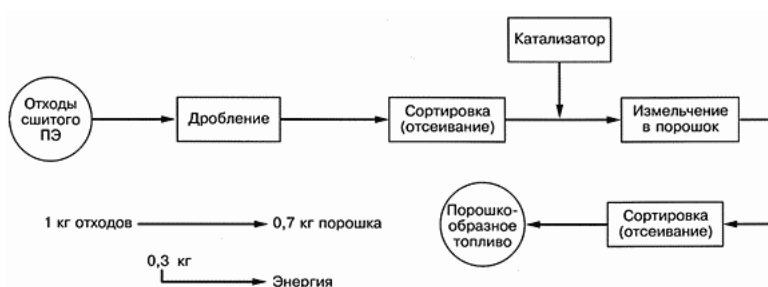 Катализатор
Отходы
сшитого
ПЭ
Дробление
Сортировка
(отсеивание)
Измельчение
в порошок
1 кг отходов
0,7 кг порошка
0,3 кг
Энергия
Порошко-
образное
топливо
Сортировка
(отсеивание)